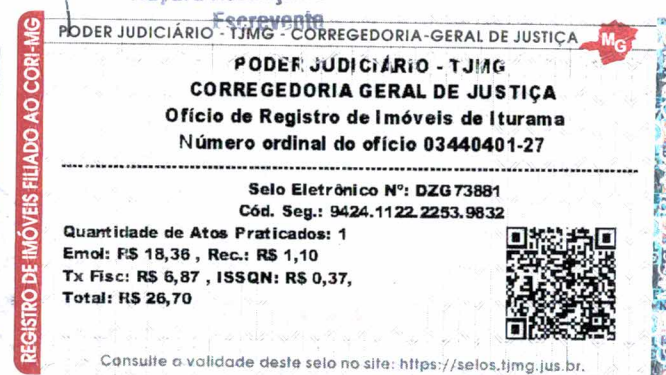 Escrevente
PODER JUDICIÁRIO - TJMG - CORREGEDORIA-GERAL DE JUSTIÇA
MG
REGISTRO DE IMÓVEIS FILIADO AO CORI-MG
PODER JUDICIÁRIO - TJMG
CORREGEDORIA GERAL DE JUSTIÇA
Ofício de Registro de Imóveis de Iturama
Número ordinal do ofício 03440401-27
Selo Eletrônico Nº: DZG73881
Cód. Seg.: 9424.1122.2253.9832
Quantidade de Atos Praticados: 1
Emol: R$ 18,36 , Rec.: R$ 1,10
Tx Fisc: R$ 6,87 , ISSQN: R$ 0,37,
Total: R$ 26,70
Consulte a validade deste selo no site: https://selos.tjmg.jus.br.